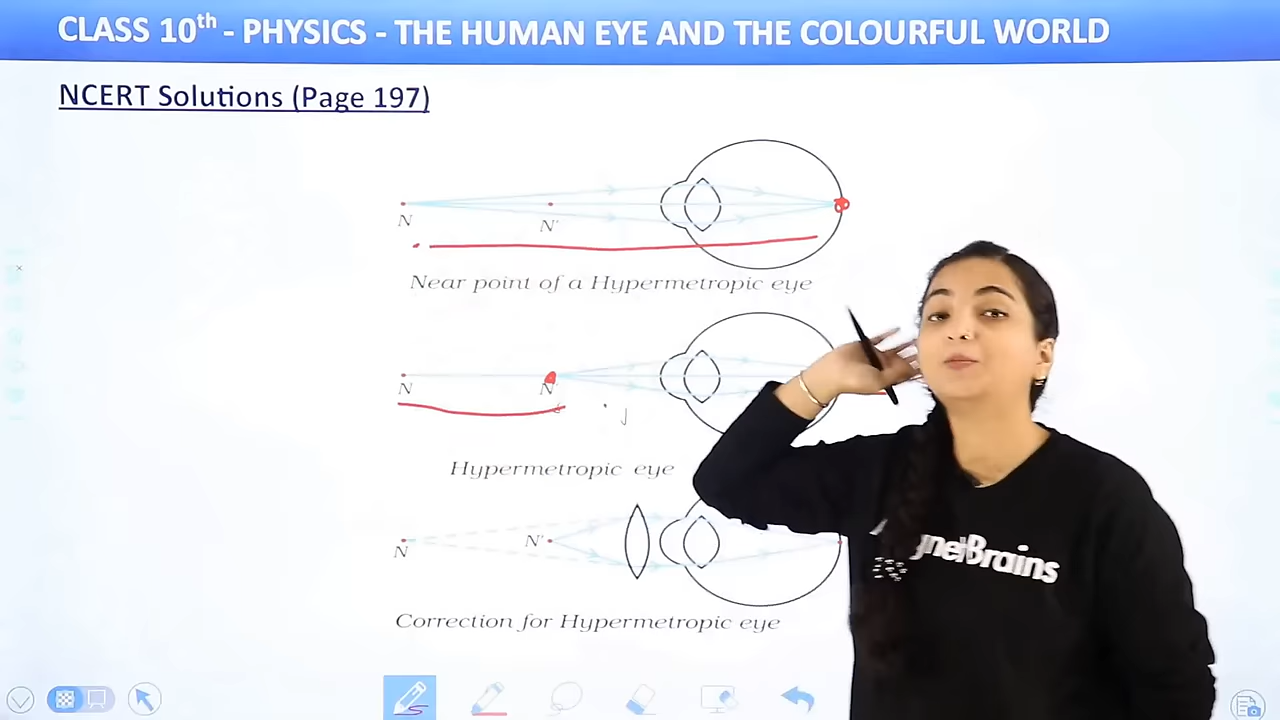 CLASS 10th - PHYSICS - THE HUMAN EYE AND THE COLOURFUL WORLD
NCERT Solutions (Page 197)
N N'
Near point of a Hypermetropic eye
N N'
Hypermetropic eye
N N'
Correction for Hypermetropic eye
Brains